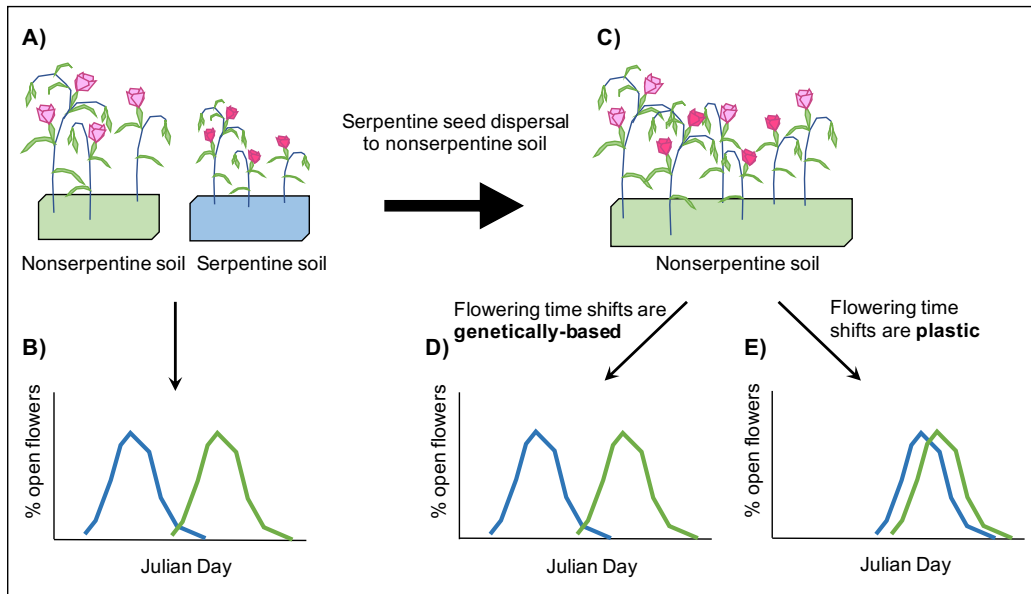 A)
C)
Serpentine seed dispersal
to nonserpentine soil
Nonserpentine soil
Serpentine soil
Nonserpentine soil
Flowering time shifts are
genetically-based
Flowering time
shifts are plastic
B)
D)
E)
% open flowers
Julian Day
% open flowers
Julian Day
% open flowers
Julian Day